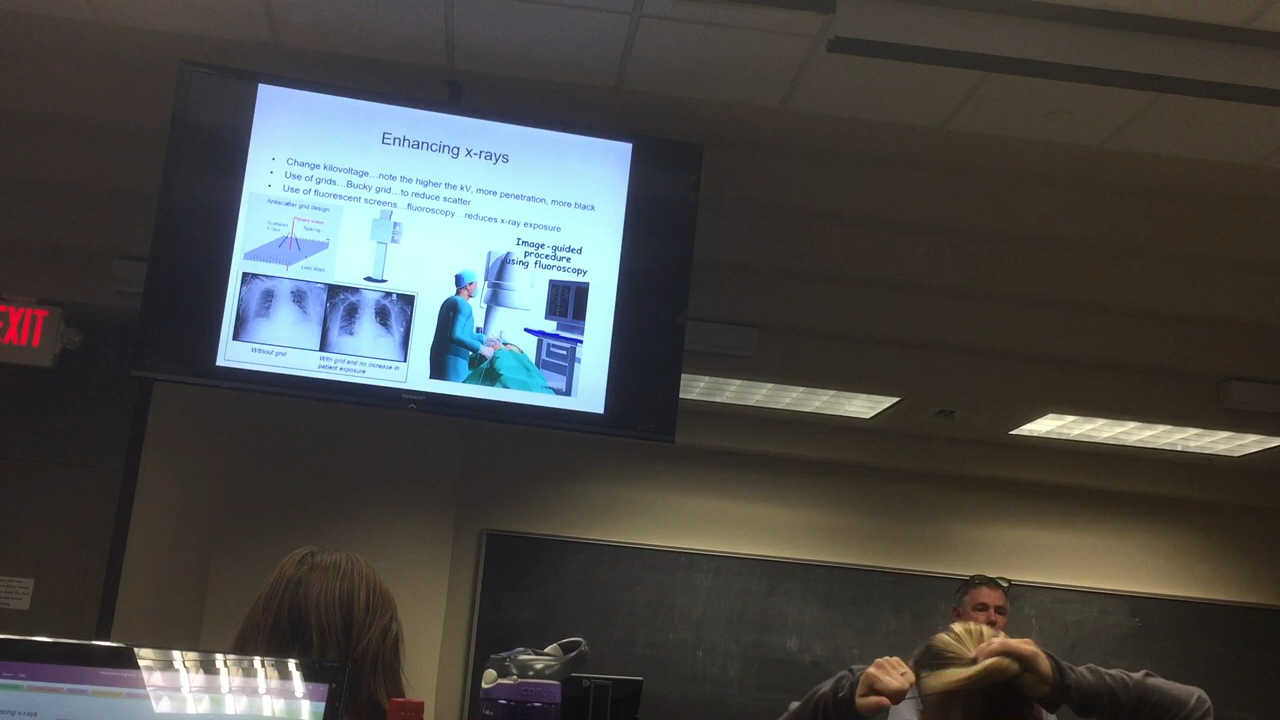 Enhancing x-rays
• Change kilovoltage…note the higher the kV, more penetration, more black
• Use of grids…Bucky grid…to reduce scatter
• Use of fluorescent screens…fluoroscopy…reduces x-ray exposure
Antiscatter grid design
Image-guided
procedure
using fluoroscopy
Without grid
With grid and no increase in
patient exposure
SHARP
EXIT
contigo